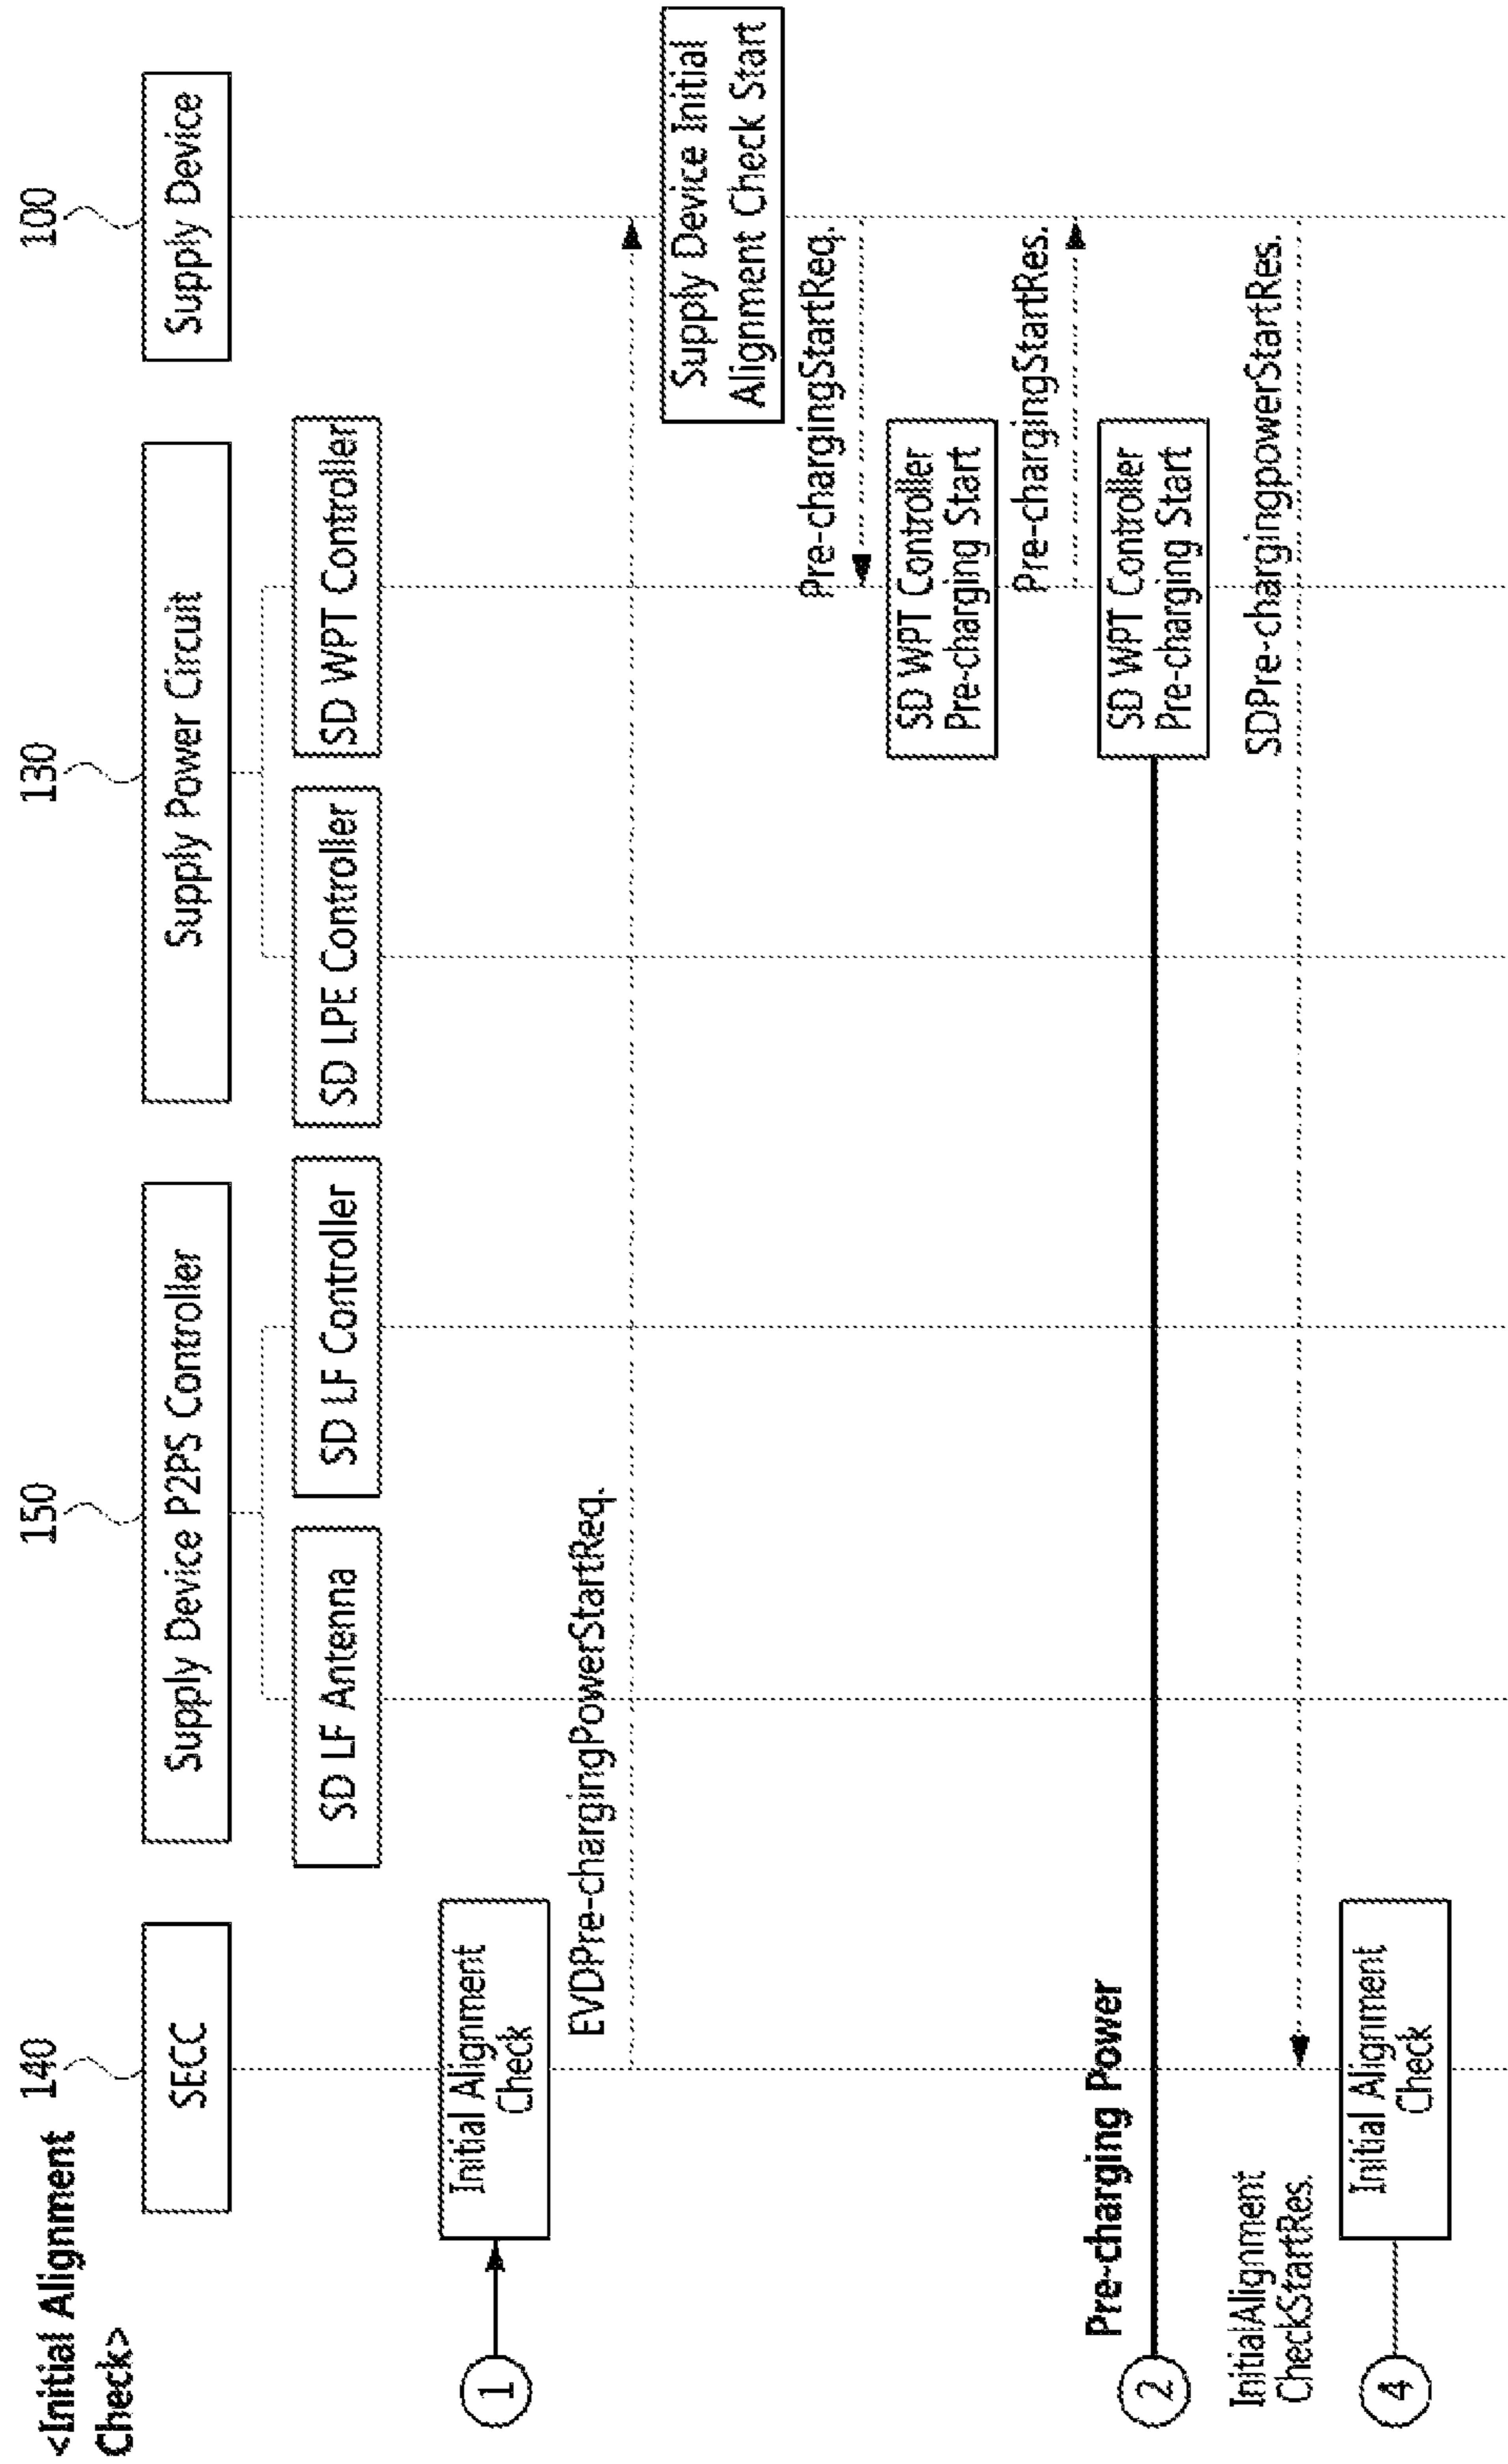 <Initial Alignment
Check>
140
150
130
100
SECC
Supply Device P2PS Controller
Supply Power Circuit
Supply Device
SD LF Antenna
SD LF Controller
SD LPE Controller
SD WPT Controller
1
Initial Alignment
Check
EVDPre-chargingPowerStartReq.
Supply Device Initial
Alignment Check Start
Pre-chargingStartReq.
SD WPT Controller
Pre-charging Start
Pre-chargingStartRes.
Pre-charging Power
2
SD WPT Controller
Pre-charging Start
SDPre-chargingpowerStartRes.
InitialAlignment
CheckStartRes.
4
Initial Alignment
Check